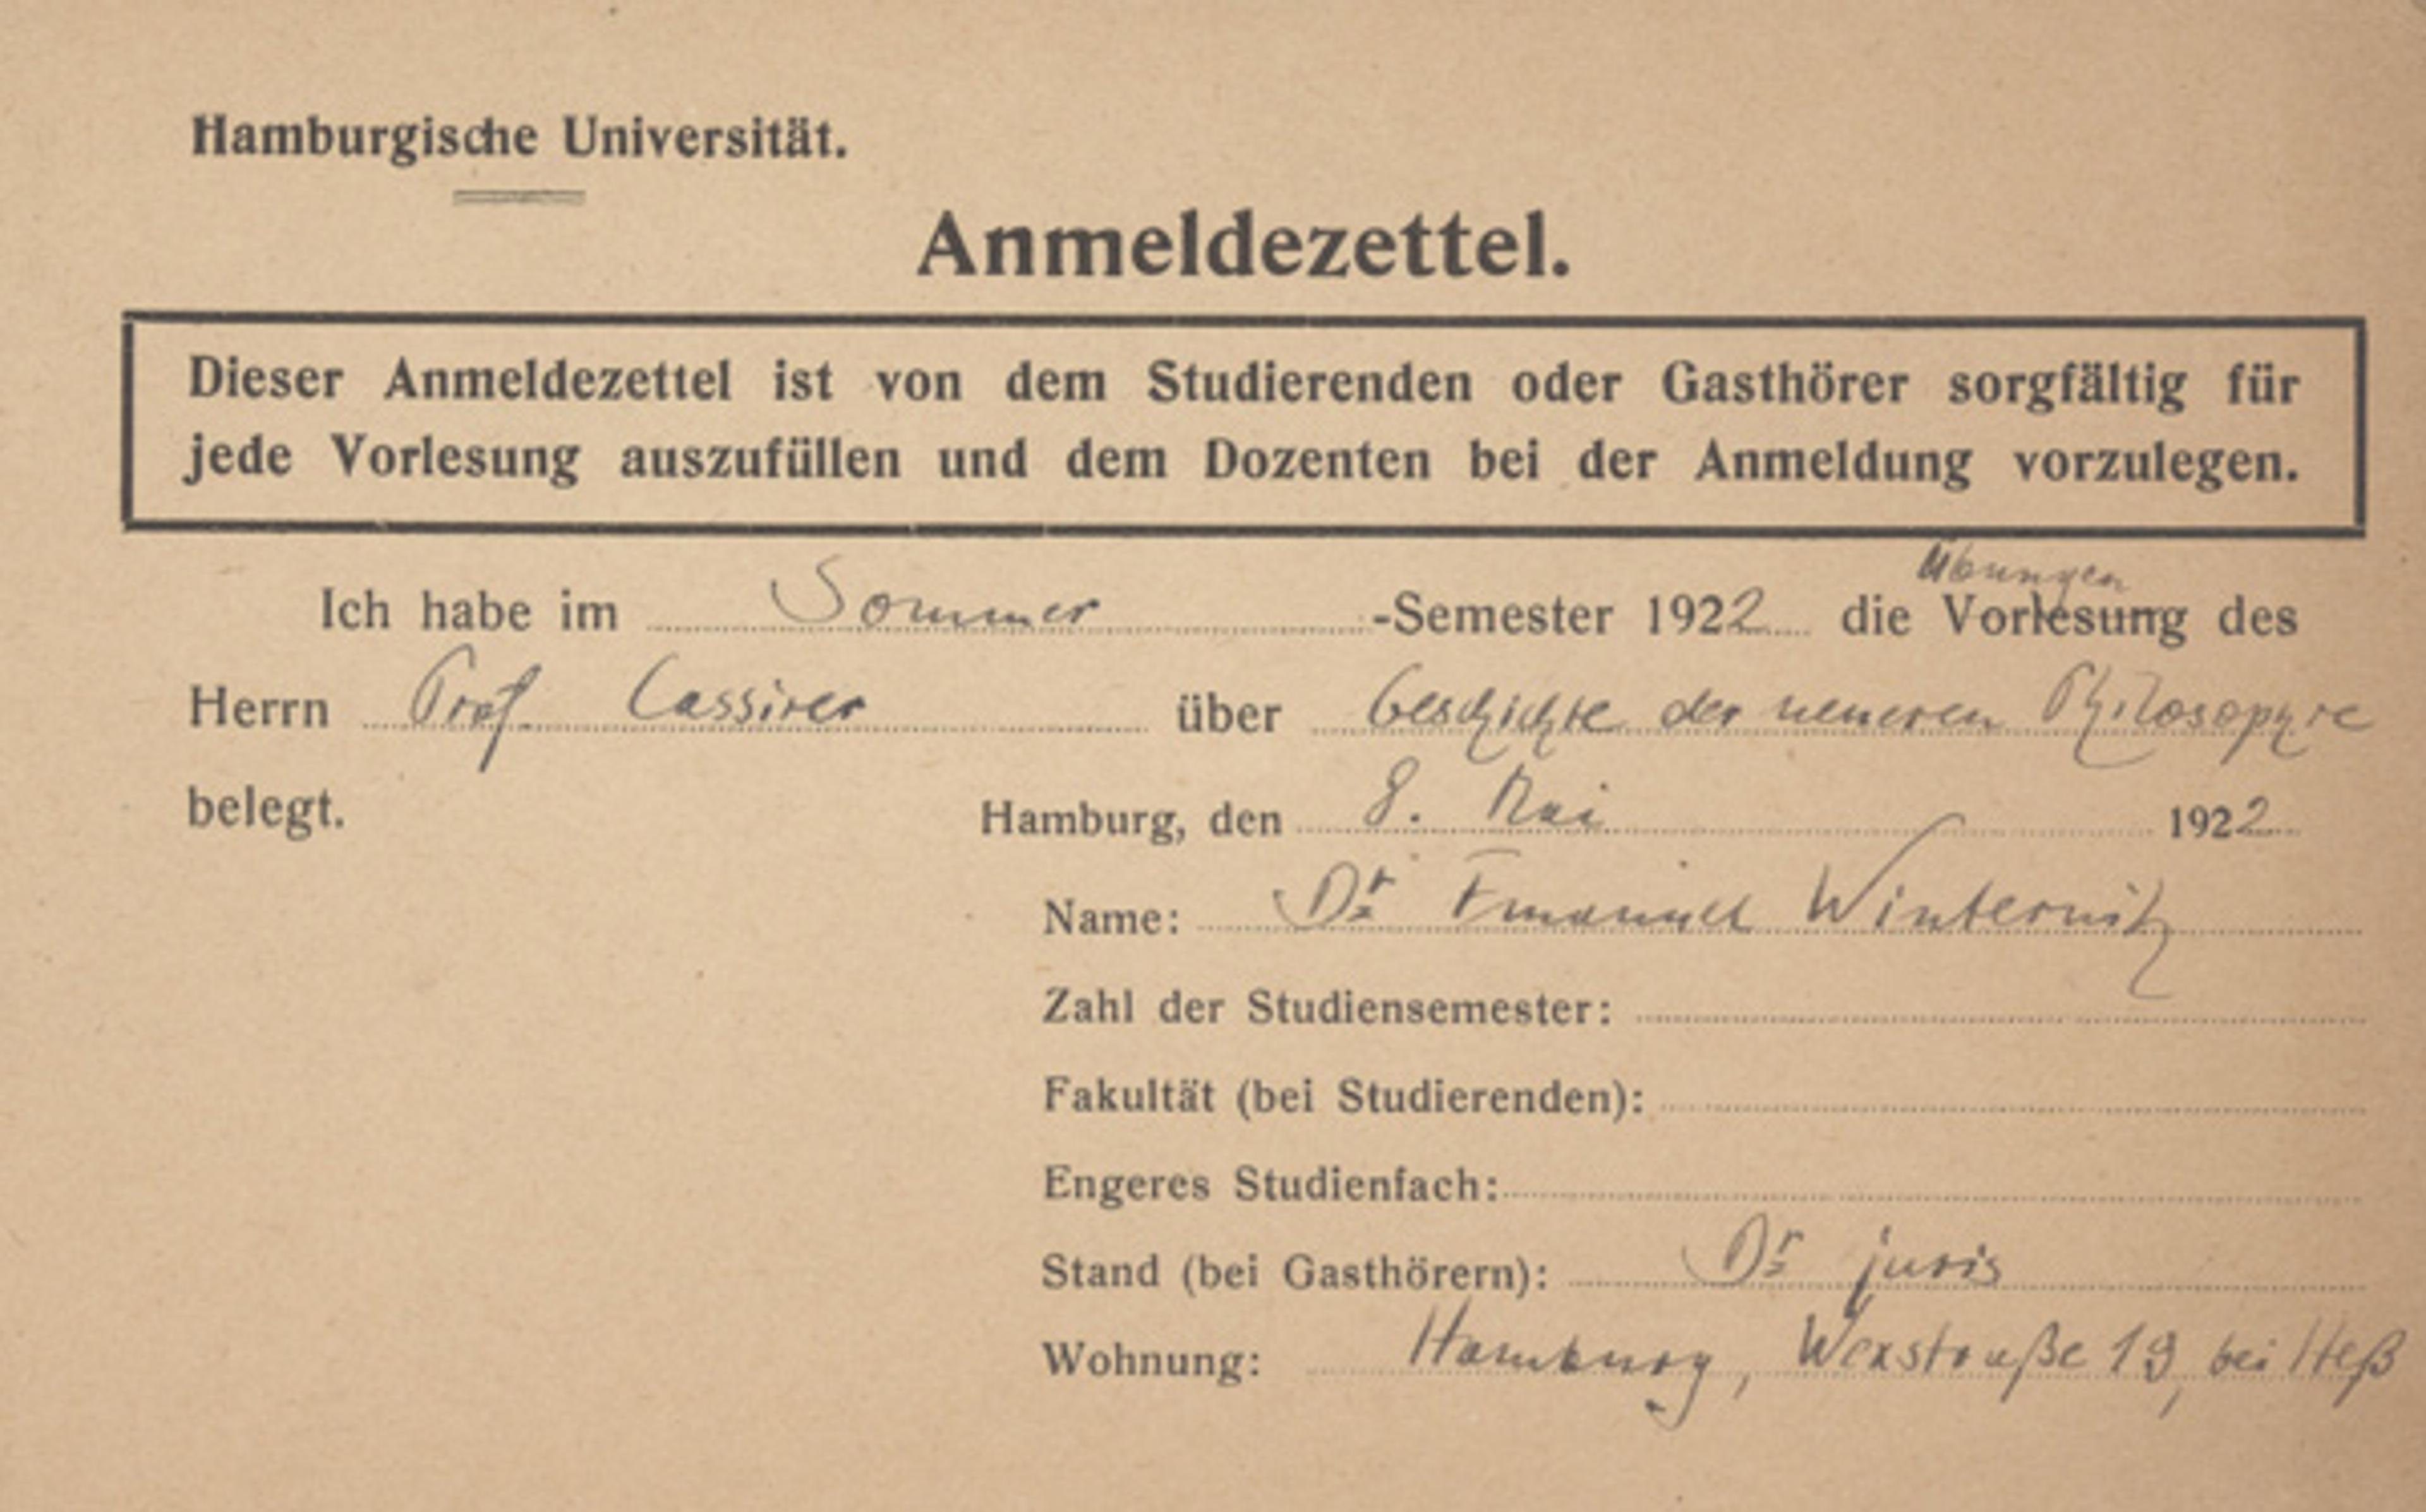 Hamburgische Universität.
Anmeldezettel.
Dieser Anmeldezettel ist von dem Studierenden oder Gasthörer sorgfältig für
jede Vorlesung auszufüllen und dem Dozenten bei der Anmeldung vorzulegen.
Übungen
Ich habe im Sommer -Semester 1922 die Vorlesung des
Herrn Prof. Cassirer über Geschichte der neueren Philosophie
belegt. Hamburg, den 8. Mai 1922
Name: Dr Emanuel Winternitz
Zahl der Studiensemester:
Fakultät (bei Studierenden):
Engeres Studienfach:
Stand (bei Gasthörern): Dr juris
Wohnung: Hamburg, Wexstraße 19, bei Heß